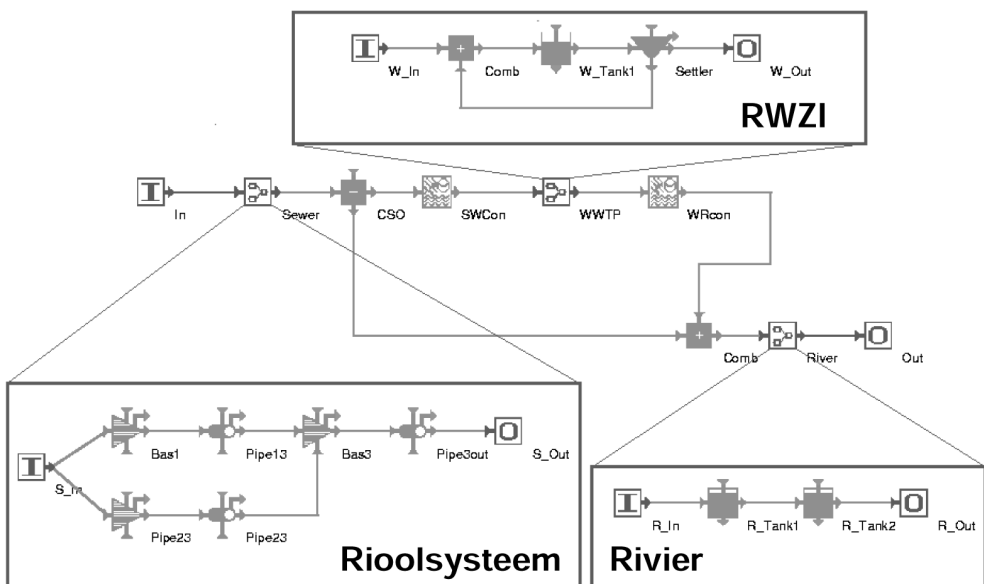 W_In Comb W_Tank1 Settler W_Out
RWZI
In Sewer CSO SWCon WWTP WRcon
Comb River Out
Bas1 Pipe13 Bas3 Pipe3out S_Out
S_In
Pipe23 Pipe23
Rioolsysteem
R_In R_Tank1 R_Tank2 R_Out
Rivier